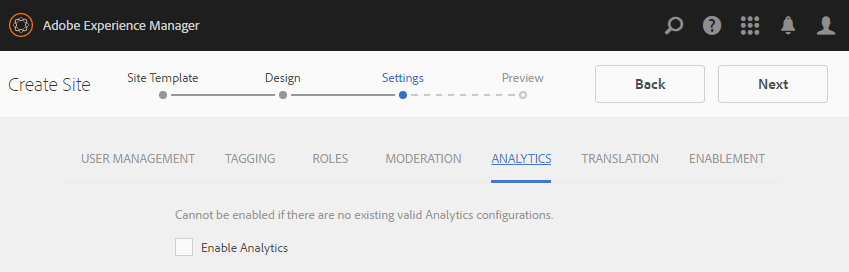 Adobe Experience Manager
Create Site
Site Template Design Settings Preview
Back Next
USER MANAGEMENT TAGGING ROLES MODERATION ANALYTICS TRANSLATION ENABLEMENT
Cannot be enabled if there are no existing valid Analytics configurations.
Enable Analytics